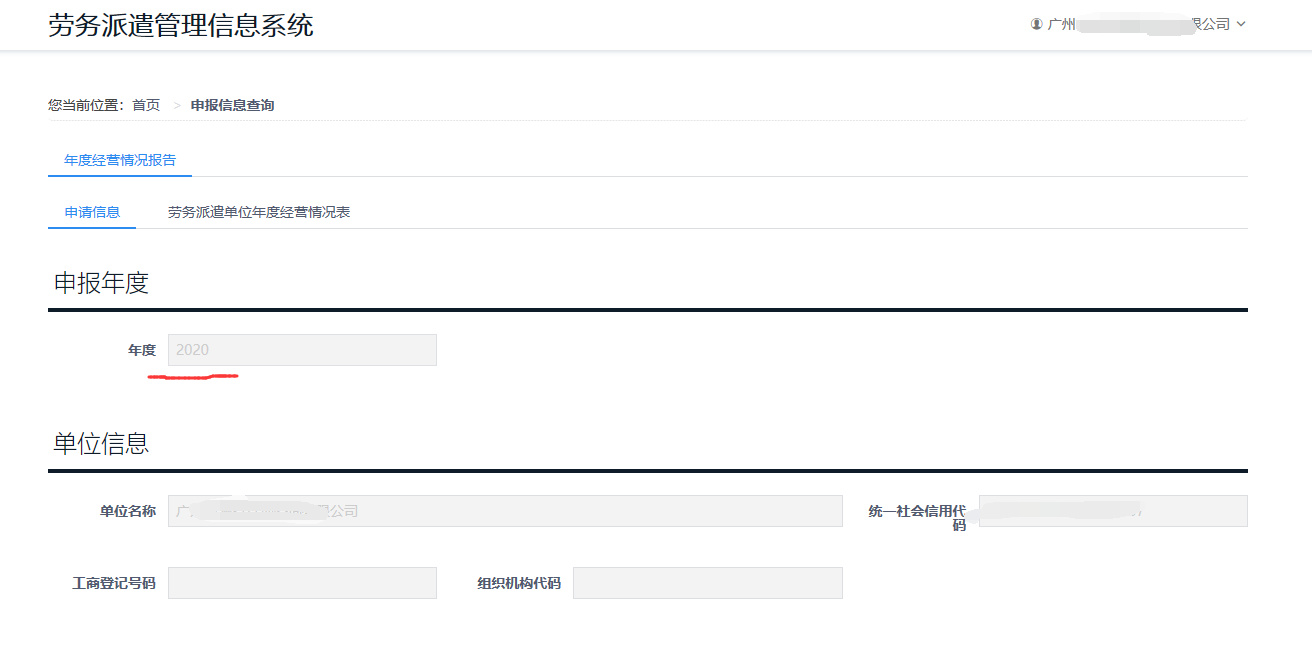 劳务派遣管理信息系统
广州 限公司
您当前位置：首页 > 申报信息查询
年度经营情况报告
申请信息 劳务派遣单位年度经营情况表
申报年度
年度 2020
单位信息
单位名称 广 限公司 统一社会信用代
码
工商登记号码 组织机构代码